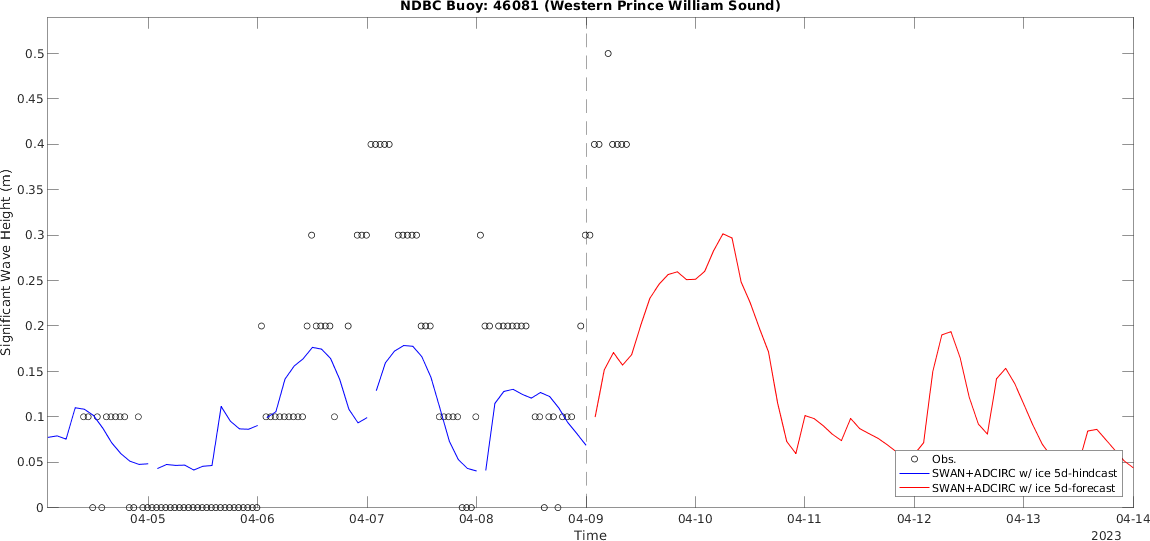 NDBC Buoy: 46081 (Western Prince William Sound)
0.5
0.45
0.4
0.35
0.3
0.25
0.2
0.15
0.1
0.05
0
Significant Wave Height (m)
04-05 04-06 04-07 04-08 04-09 04-10 04-11 04-12 04-13 04-14
Time
2023
Obs.
SWAN+ADCIRC w/ ice 5d-hindcast
SWAN+ADCIRC w/ ice 5d-forecast